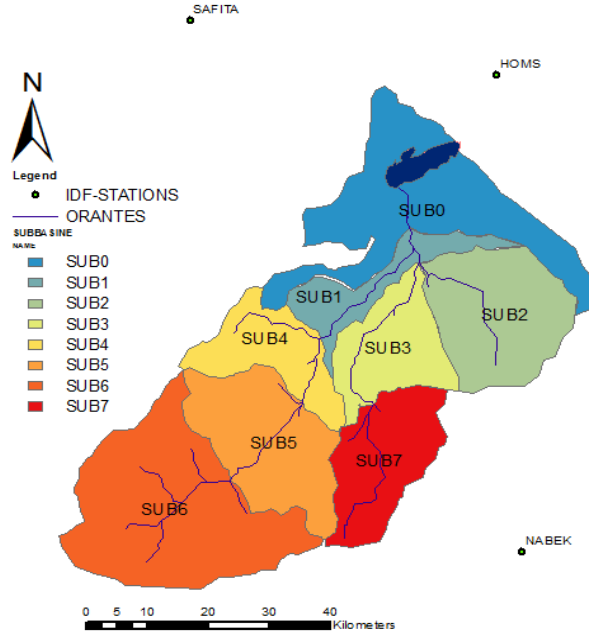 SAFITA
HOMS
N
Legend
IDF-STATIONS
ORANTES
SUBBASINE
NAME
SUB0
SUB1
SUB2
SUB3
SUB4
SUB5
SUB6
SUB7
SUB0
SUB1
SUB2
SUB4
SUB3
SUB5
SUB7
SUB6
NABEK
0 5 10 20 30 40
Kilometers